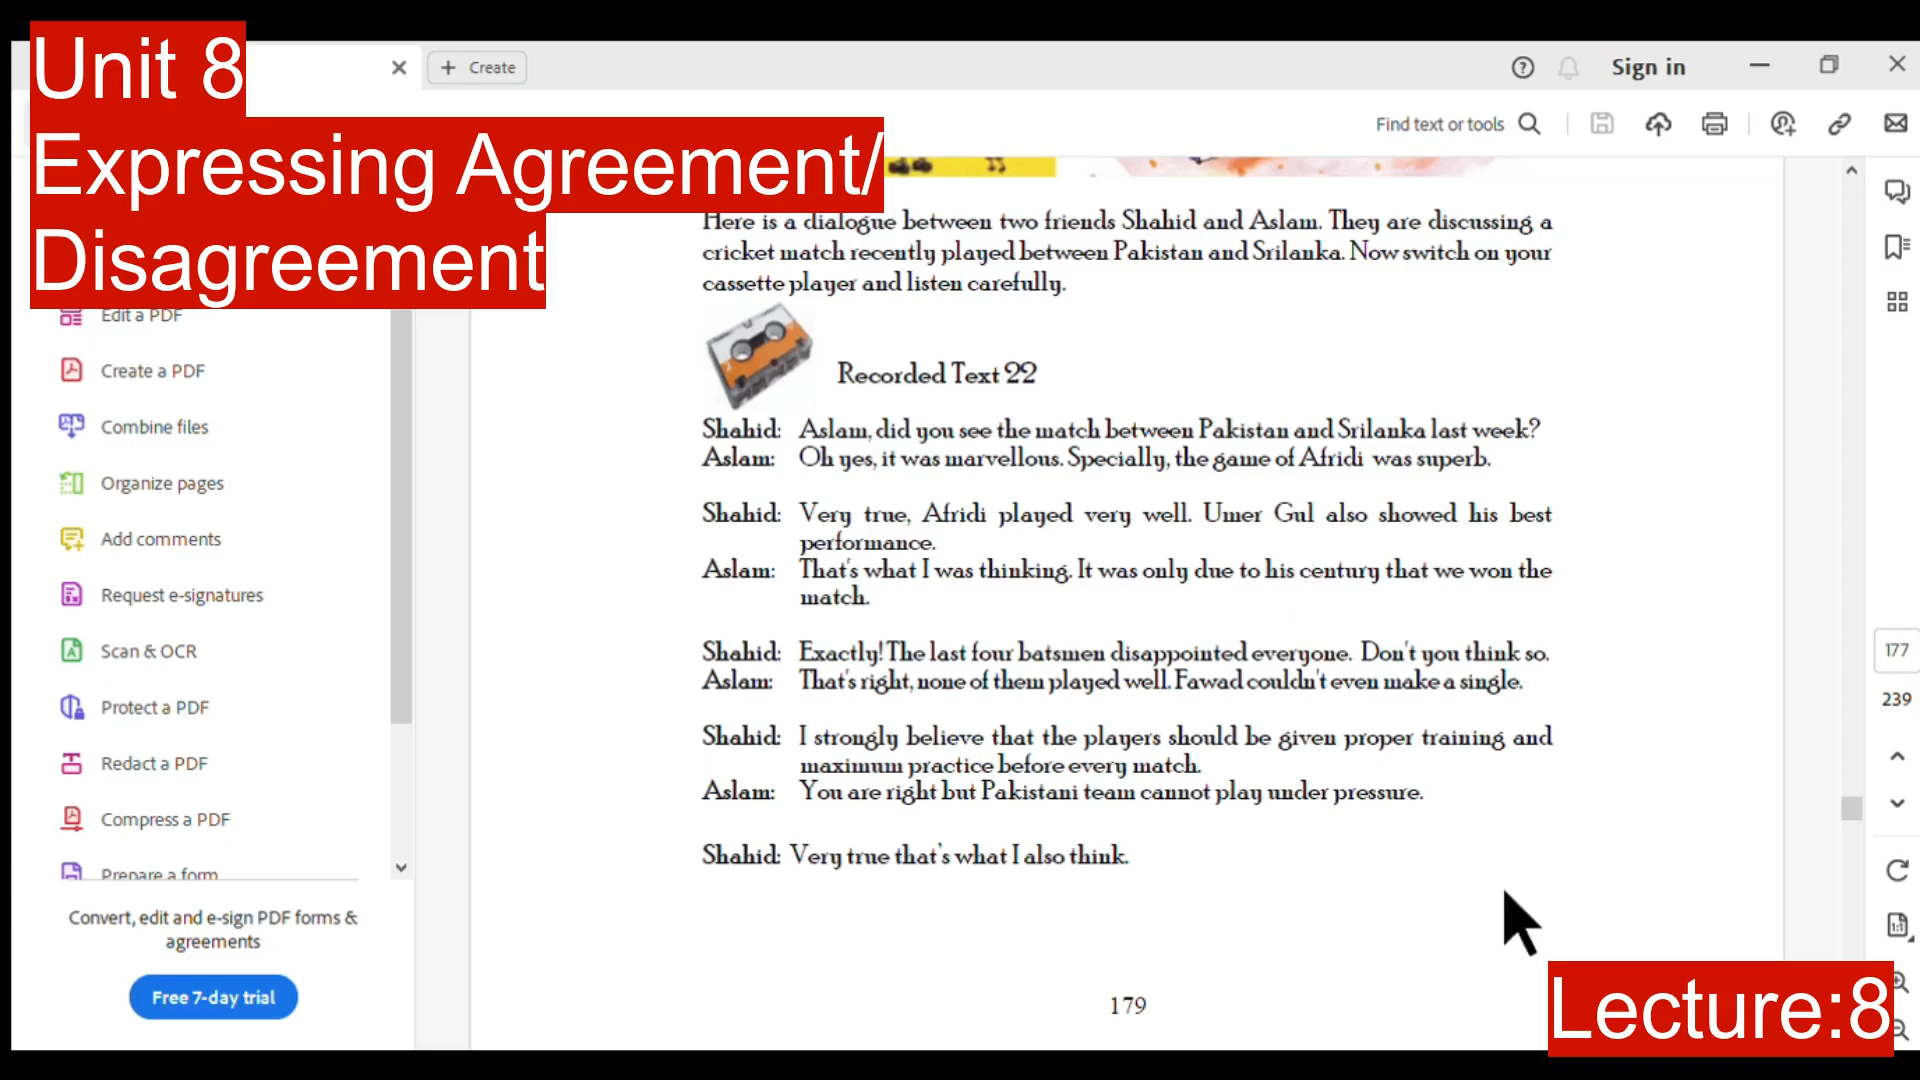 Unit 8
Expressing Agreement/
Disagreement
Create
Sign in
Find text or tools
Edit a PDF
Create a PDF
Combine files
Organize pages
Add comments
Request e-signatures
Scan & OCR
Protect a PDF
Redact a PDF
Compress a PDF
Prepare a form
Convert, edit and e-sign PDF forms &
agreements
Free 7-day trial
Here is a dialogue between two friends Shahid and Aslam. They are discussing a
cricket match recently played between Pakistan and Srilanka. Now switch on your
cassette player and listen carefully.
Recorded Text 22
Shahid: Aslam, did you see the match between Pakistan and Srilanka last week?
Aslam: Oh yes, it was marvellous. Specially, the game of Afridi was superb.
Shahid: Very true, Afridi played very well. Umer Gul also showed his best
performance.
Aslam: That's what I was thinking. It was only due to his century that we won the
match.
Shahid: Exactly! The last four batsmen disappointed everyone. Don't you think so.
Aslam: That's right, none of them played well. Fawad couldn't even make a single.
Shahid: I strongly believe that the players should be given proper training and
maximum practice before every match.
Aslam: You are right but Pakistani team cannot play under pressure.
Shahid: Very true that's what I also think.
179
177
239
1:1
Lecture:8